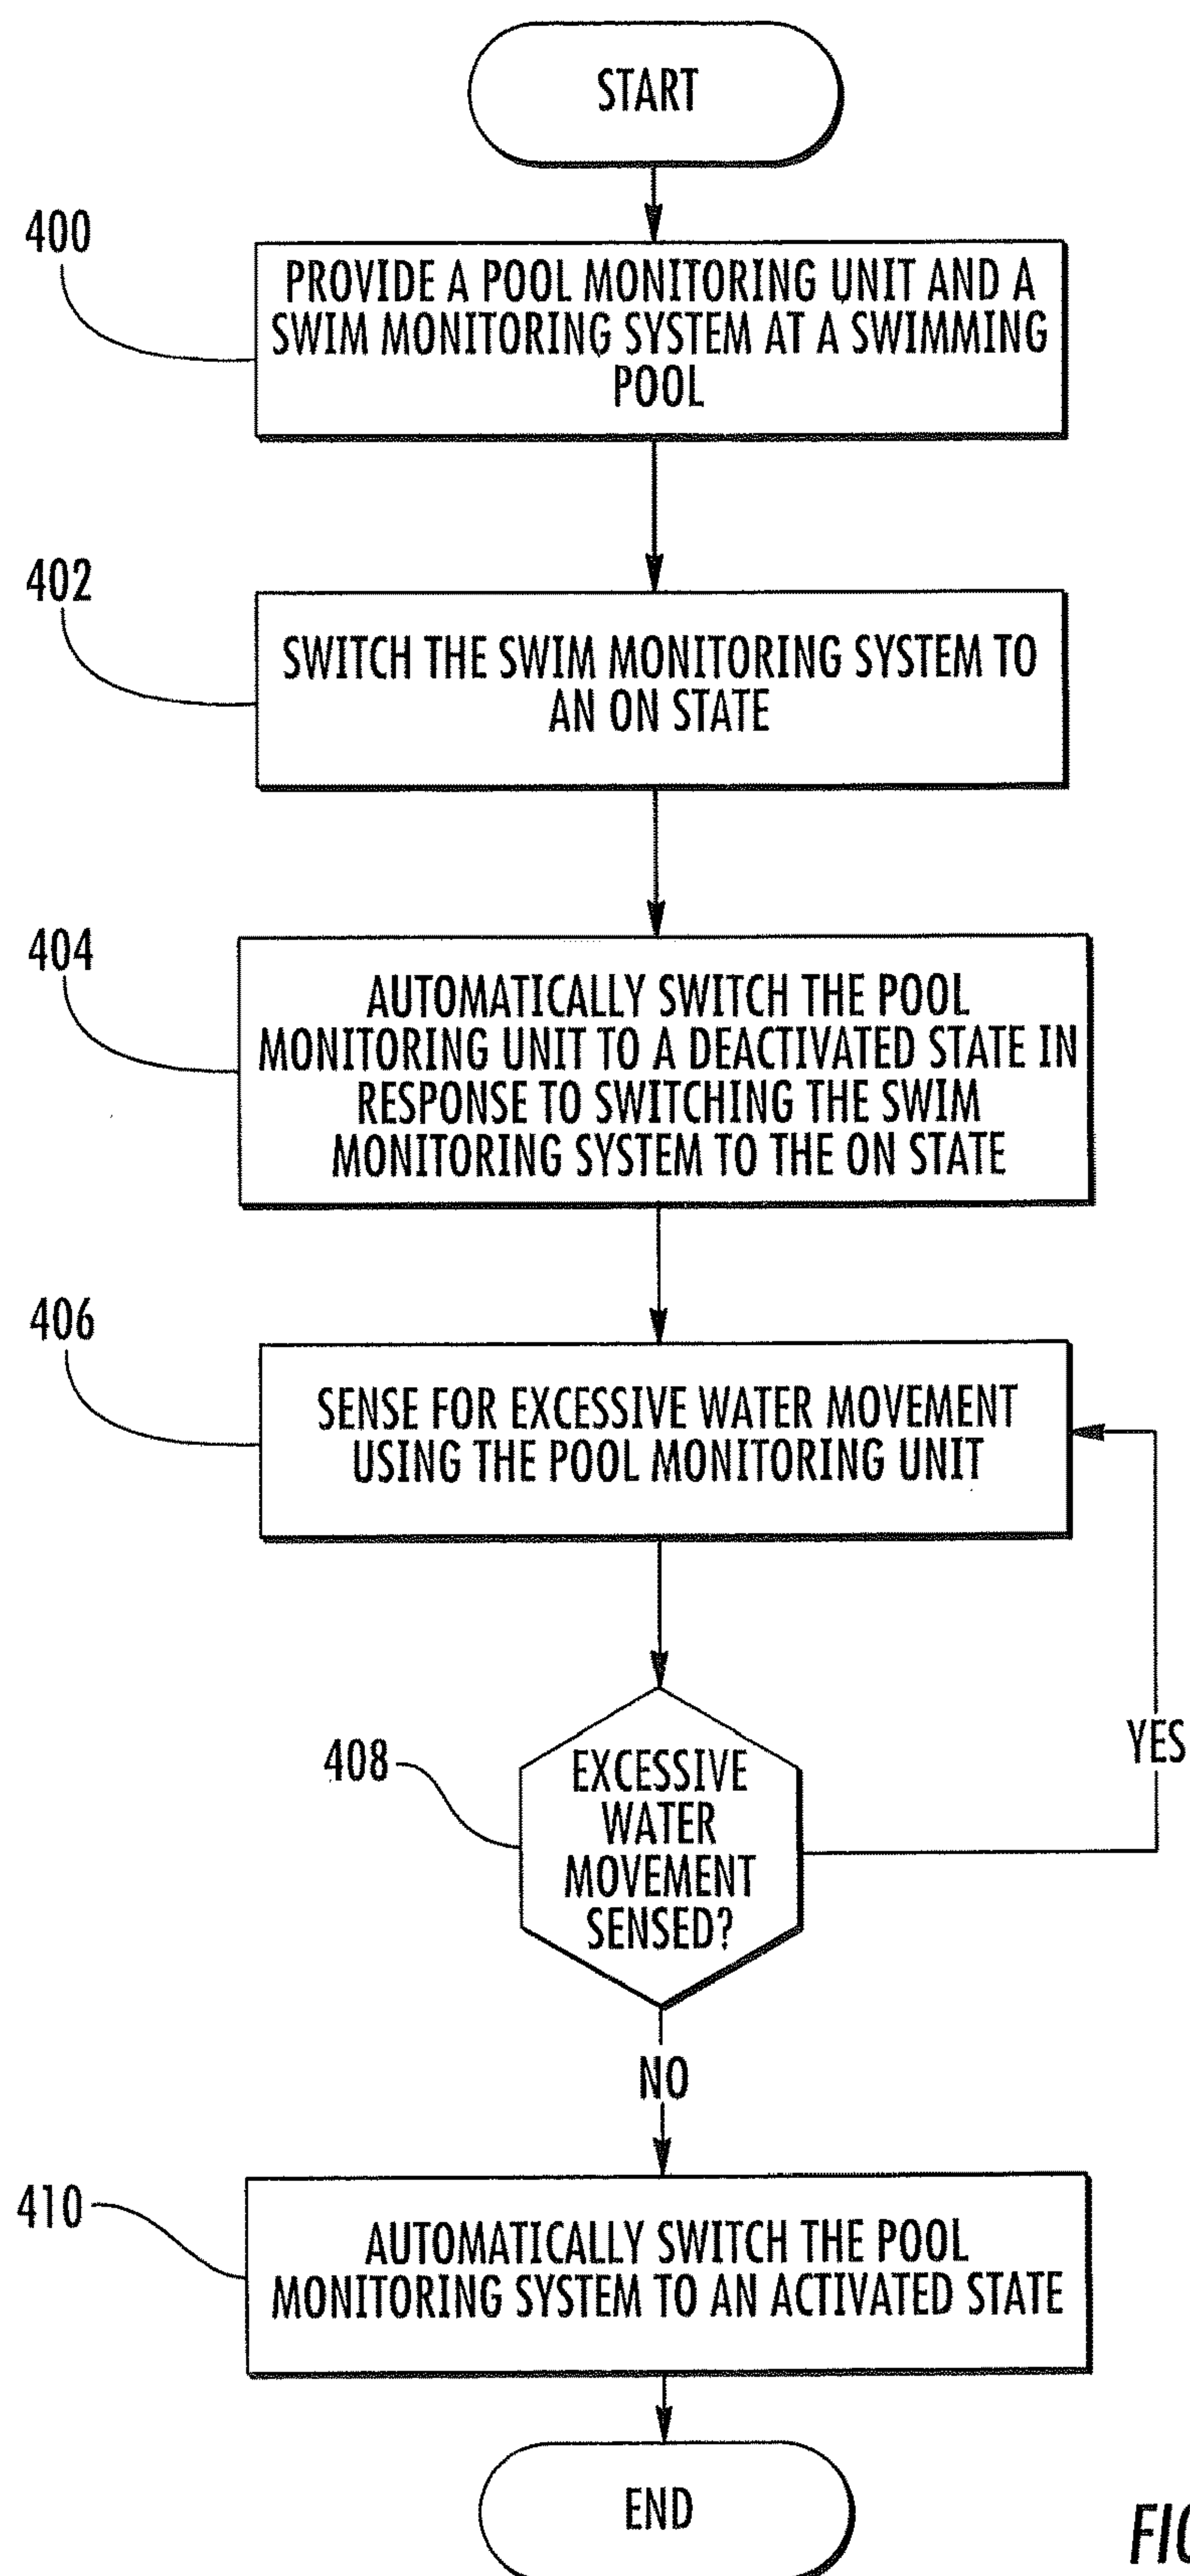 START
400
PROVIDE A POOL MONITORING UNIT AND A
SWIM MONITORING SYSTEM AT A SWIMMING
POOL
402
SWITCH THE SWIM MONITORING SYSTEM TO
AN ON STATE
404
AUTOMATICALLY SWITCH THE POOL
MONITORING UNIT TO A DEACTIVATED STATE IN
RESPONSE TO SWITCHING THE SWIM
MONITORING SYSTEM TO THE ON STATE
406
SENSE FOR EXCESSIVE WATER MOVEMENT
USING THE POOL MONITORING UNIT
408
EXCESSIVE
WATER
MOVEMENT
SENSED?
YES
NO
410
AUTOMATICALLY SWITCH THE POOL
MONITORING SYSTEM TO AN ACTIVATED STATE
END